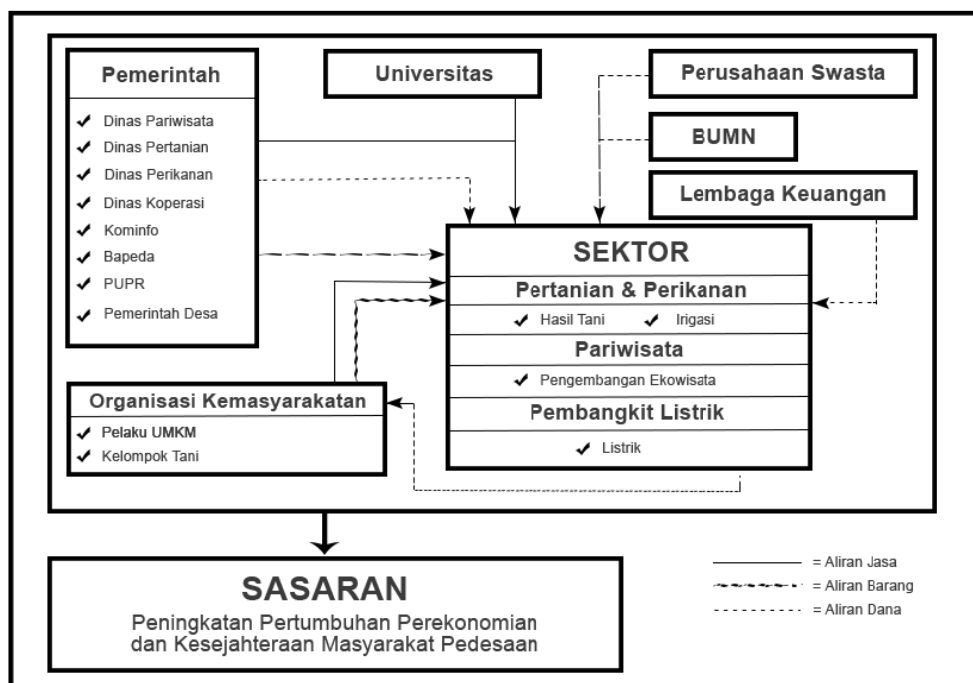 Pemerintah
✔ Dinas Pariwisata
✔ Dinas Pertanian
✔ Dinas Perikanan
✔ Dinas Koperasi
✔ Kominfo
✔ Bapeda
✔ PUPR
✔ Pemerintah Desa
Universitas
Perusahaan Swasta
BUMN
Lembaga Keuangan
SEKTOR
Pertanian & Perikanan
✔ Hasil Tani ✔ Irigasi
Pariwisata
✔ Pengembangan Ekowisata
Pembangkit Listrik
✔ Listrik
Organisasi Kemasyarakatan
✔ Pelaku UMKM
✔ Kelompok Tani
SASARAN
Peningkatan Pertumbuhan Perekonomian
dan Kesejahteraan Masyarakat Pedesaan
= Aliran Jasa
= Aliran Barang
= Aliran Dana